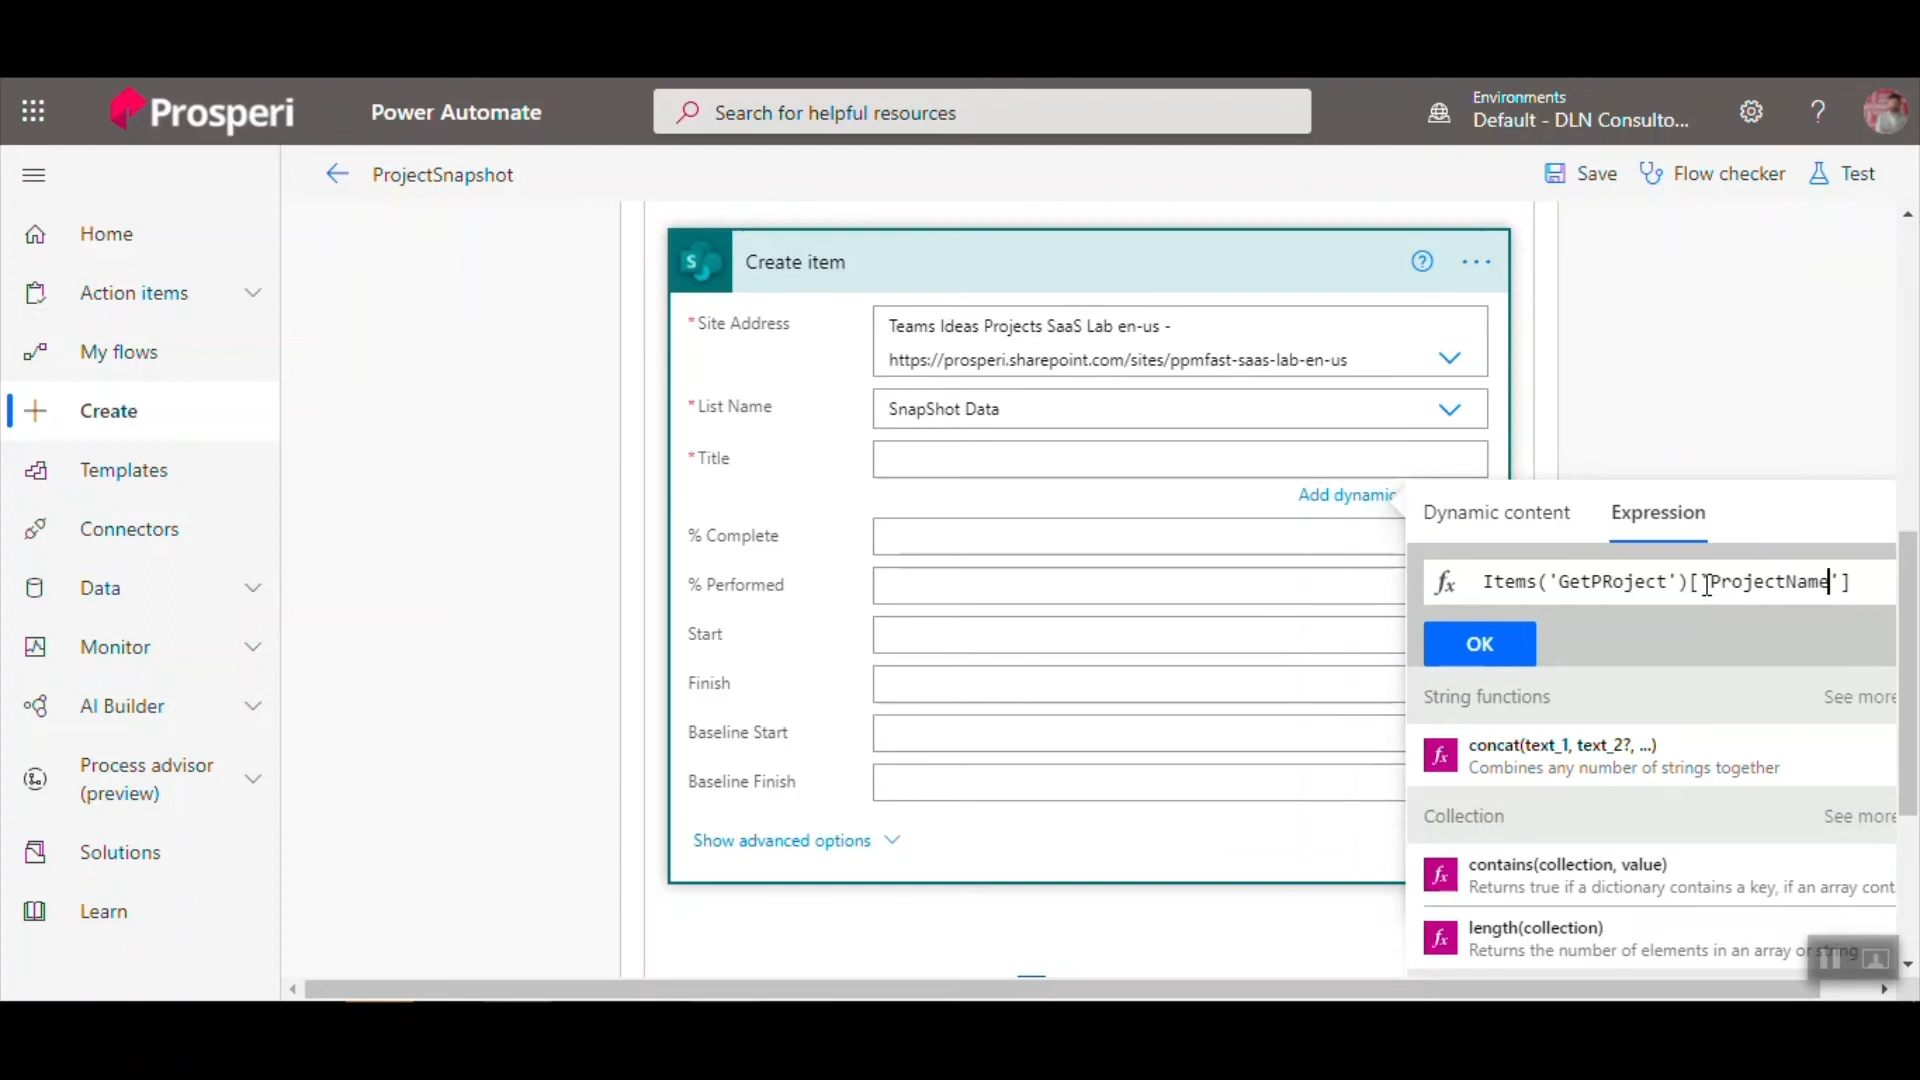 Prosperi
Power Automate
Search for helpful resources
Environments
Default - DLN Consulto...
?
ProjectSnapshot
Save
Flow checker
Test
Home
Action items
My flows
Create
Templates
Connectors
Data
Monitor
AI Builder
Process advisor
(preview)
Solutions
Learn
S
Create item
?
...
* Site Address
Teams Ideas Projects SaaS Lab en-us -
https://prosperi.sharepoint.com/sites/ppmfast-saas-lab-en-us
* List Name
SnapShot Data
* Title
Add dynamic
% Complete
% Performed
Start
Finish
Baseline Start
Baseline Finish
Show advanced options
Dynamic content
Expression
fx Items('GetPRoject')['ProjectName']
OK
String functions
See more
fx concat(text_1, text_2?, ...)
Combines any number of strings together
Collection
See more
fx contains(collection, value)
Returns true if a dictionary contains a key, if an array cont
fx length(collection)
Returns the number of elements in an array or string